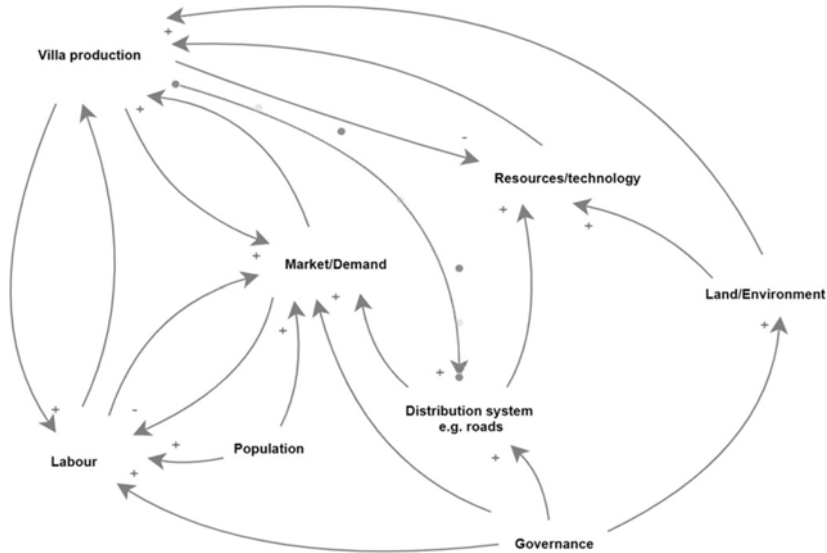 +
Villa production
+
-
Resources/technology
+
+
+
Market/Demand
Land/Environment
+
+
+
+
+
-
Distribution system
e.g. roads
+
Population
Labour
+
+
Governance